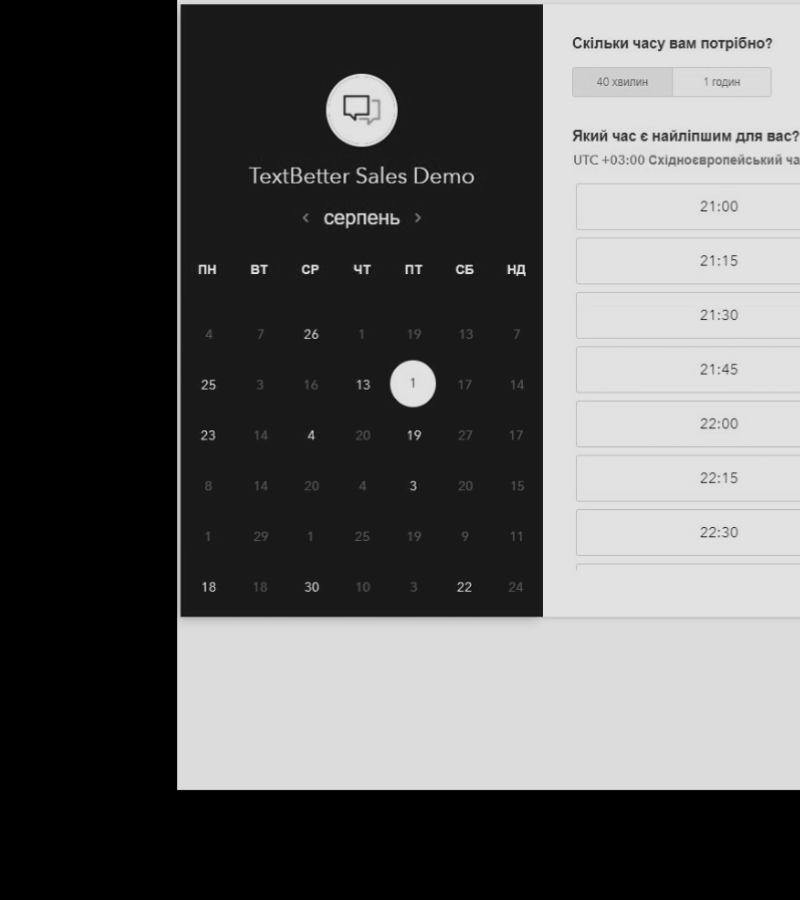 TextBetter Sales Demo
‹ серпень ›
ПН ВТ СР ЧТ ПТ СБ НД
4 7 26 1 19 13 7
25 3 16 13 1 17 14
23 14 4 20 19 27 17
8 14 20 4 3 20 15
1 29 1 25 19 9 11
18 18 30 10 3 22 24
Скільки часу вам потрібно?
40 хвилин 1 годин
Який час є найліпшим для вас?
UTC +03:00 Східноєвропейський ча
21:00
21:15
21:30
21:45
22:00
22:15
22:30